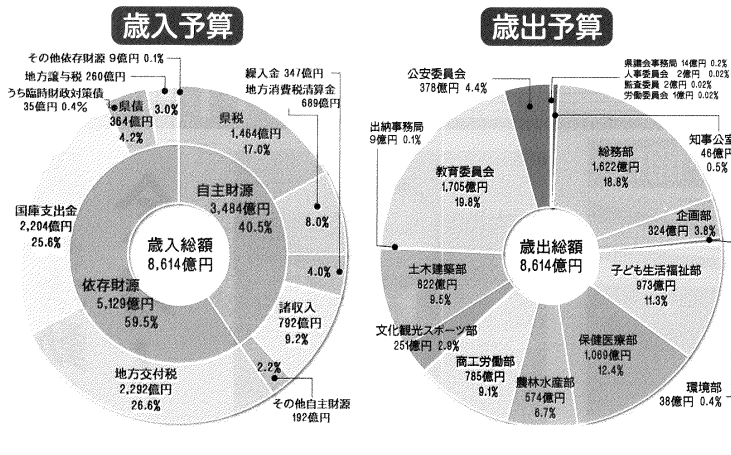 歳入予算
その他依存財源 9億円 0.1%
地方譲与税 260億円
うち臨時財政対策債
35億円 0.4%
県債
364億円
4.2%
3.0%
繰入金 347億円
地方消費税清算金
689億円
県税
1,464億円
17.0%
自主財源
3,484億円
40.5%
8.0%
4.0%
国庫支出金
2,204億円
25.6%
歳入総額
8,614億円
依存財源
5,129億円
59.5%
諸収入
792億円
9.2%
2.2%
その他自主財源
192億円
地方交付税
2,292億円
26.6%
歳出予算
公安委員会
378億円 4.4%
県議会事務局 14億円 0.2%
人事委員会 2億円 0.02%
監査委員 2億円 0.02%
労働委員会 1億円 0.02%
出納事務局
9億円 0.1%
知事公室
46億円
0.5%
総務部
1,622億円
18.8%
教育委員会
1,705億円
19.8%
企画部
324億円 3.8%
歳出総額
8,614億円
土木建築部
822億円
9.5%
子ども生活福祉部
973億円
11.3%
文化観光スポーツ部
251億円 2.9%
商工労働部
785億円
9.1%
農林水産部
574億円
6.7%
保健医療部
1,069億円
12.4%
環境部
38億円 0.4%